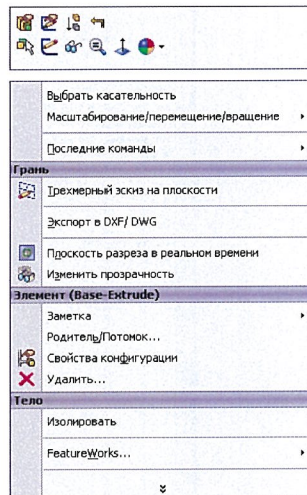 Выбрать касательность
Масштабирование/перемещение/вращение
Последние команды
Грань
Трехмерный эскиз на плоскости
Экспорт в DXF/ DWG
Плоскость разреза в реальном времени
Изменить прозрачность
Элемент (Base-Extrude)
Заметка
Родитель/Потомок...
Свойства конфигурации
Удалить...
Тело
Изолировать
FeatureWorks...